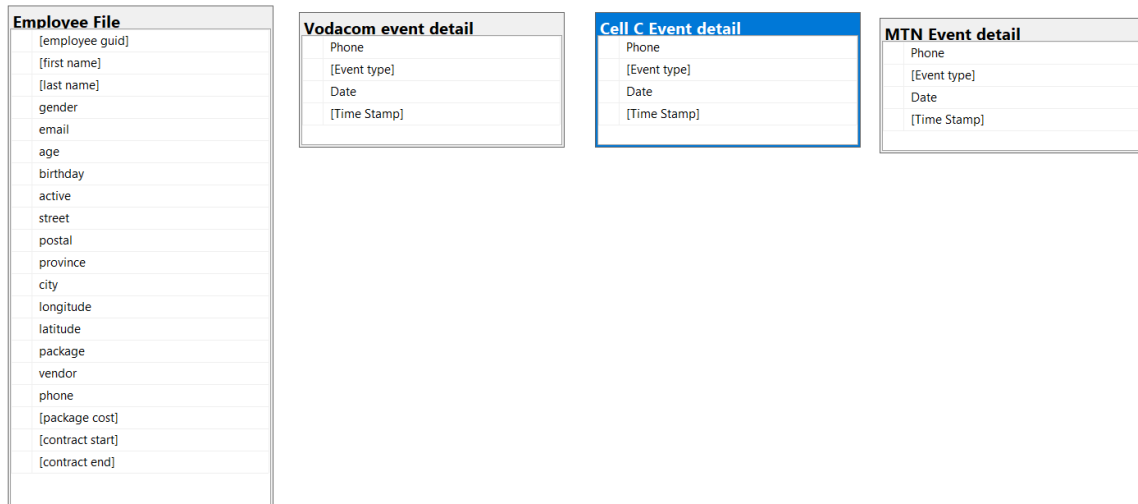 Employee File
[employee guid]
[first name]
[last name]
gender
email
age
birthday
active
street
postal
province
city
longitude
latitude
package
vendor
phone
[package cost]
[contract start]
[contract end]
Vodacom event detail
Phone
[Event type]
Date
[Time Stamp]
Cell C Event detail
Phone
[Event type]
Date
[Time Stamp]
MTN Event detail
Phone
[Event type]
Date
[Time Stamp]